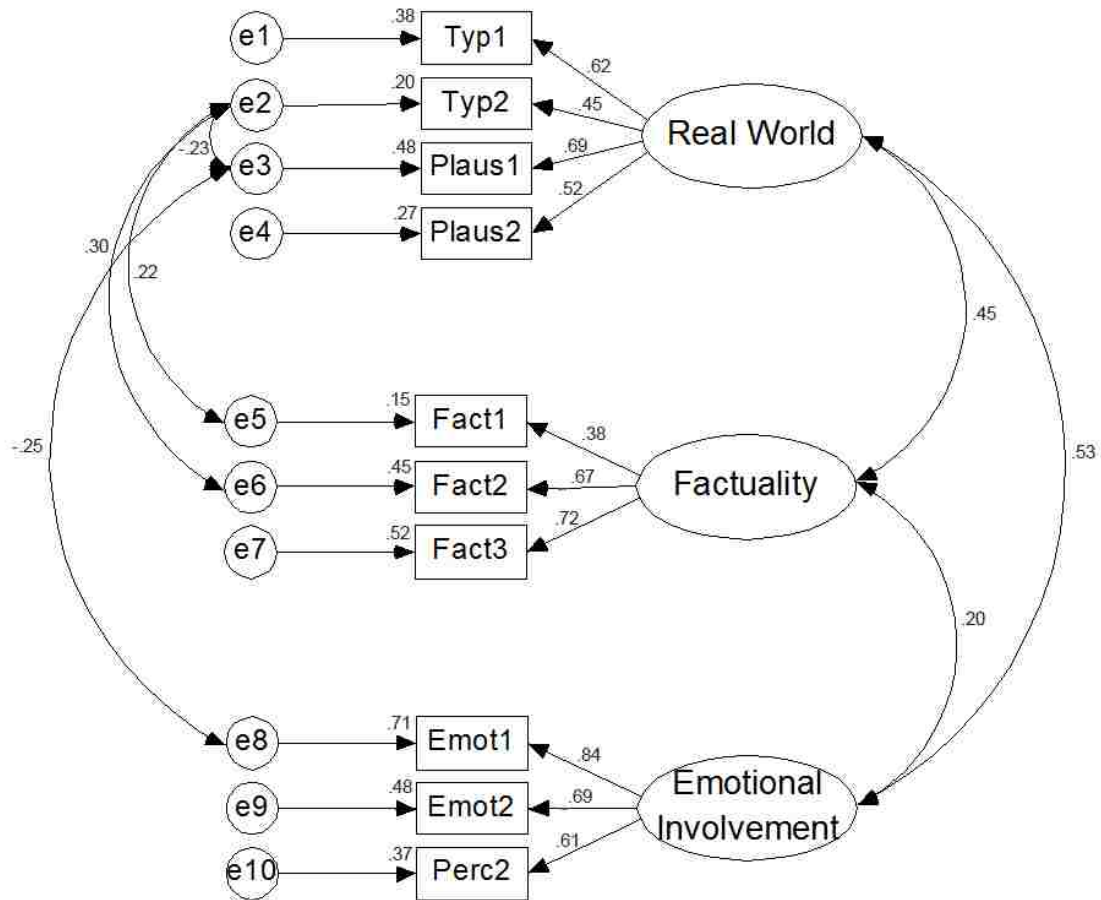 e1
.38
Typ1
.62
e2
.20
Typ2
.45
Real World
-.23
e3
.48
Plaus1
.69
e4
.27
Plaus2
.52
.30
.22
.45
e5
.15
Fact1
.38
-.25
e6
.45
Fact2
.67
Factuality
.53
e7
.52
Fact3
.72
.20
e8
.71
Emot1
.84
e9
.48
Emot2
.69
Emotional
Involvement
e10
.37
Perc2
.61